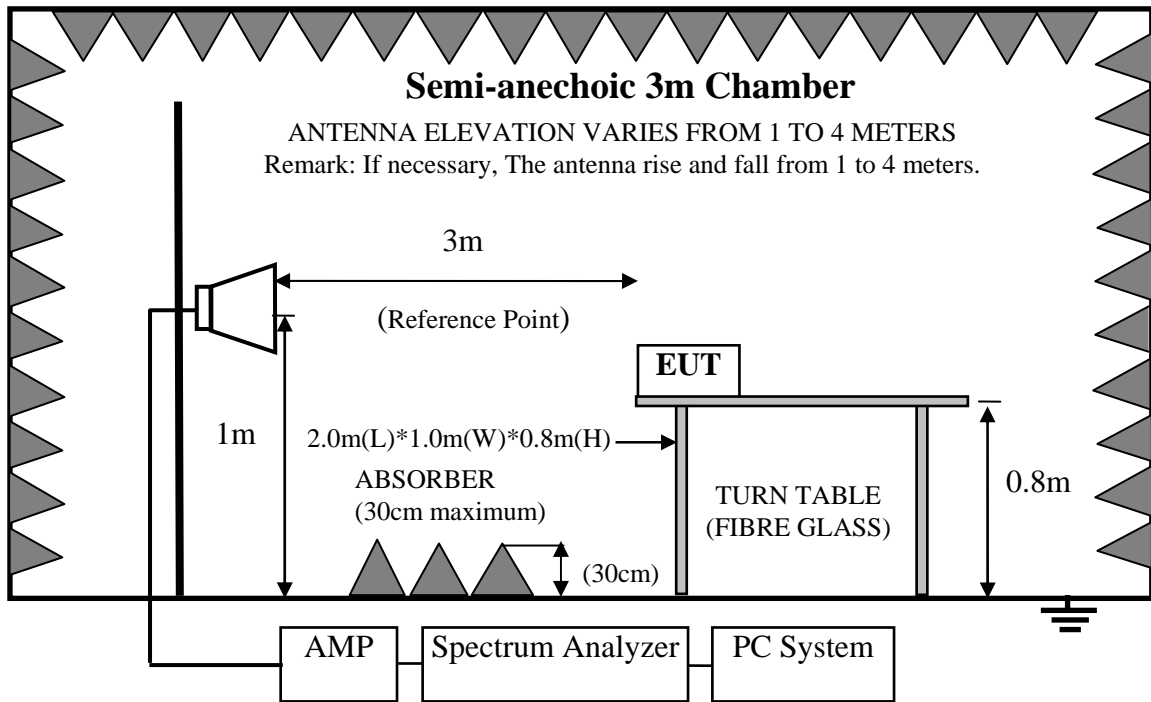 Semi-anechoic 3m Chamber
ANTENNA ELEVATION VARIES FROM 1 TO 4 METERS
Remark: If necessary, The antenna rise and fall from 1 to 4 meters.
3m
(Reference Point)
EUT
1m
2.0m(L)*1.0m(W)*0.8m(H)
ABSORBER
(30cm maximum)
TURN TABLE
(FIBRE GLASS)
0.8m
(30cm)
AMP
Spectrum Analyzer
PC System